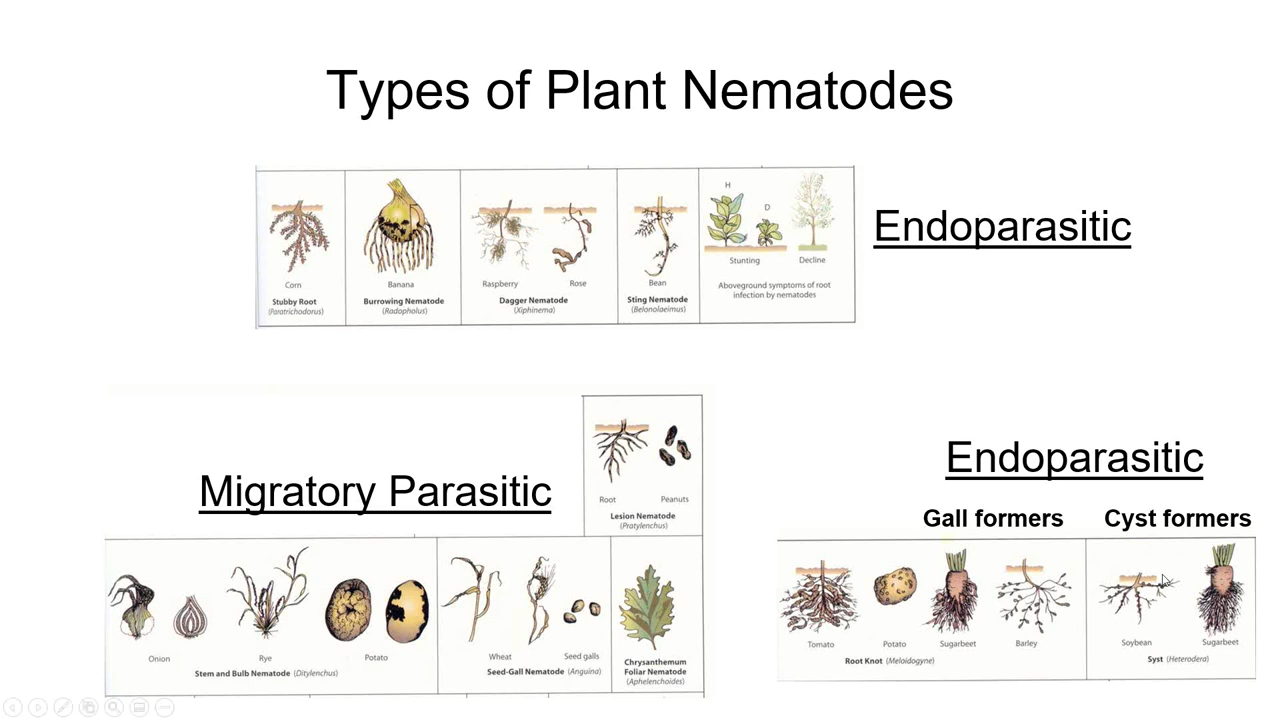 Types of Plant Nematodes
Corn
Stubby Root
(Paratrichodorus)
Banana
Burrowing Nematode
(Radopholus)
Raspberry Rose
Dagger Nematode
(Xiphinema)
Bean
Sting Nematode
(Belonolaeimus)
H
D
Stunting Decline
Aboveground symptoms of root
infection by nematodes
Endoparasitic
Migratory Parasitic
Root Peanuts
Lesion Nematode
(Pratylenchus)
Onion Rye Potato
Stem and Bulb Nematode (Ditylenchus)
Wheat Seed galls
Seed-Gall Nematode (Anguina)
Chrysanthemum
Foliar Nematode
(Aphelenchoides)
Endoparasitic
Gall formers Cyst formers
Tomato Potato Sugarbeet Barley
Root Knot (Meloidogyne)
Soybean Sugarbeet
Syst (Heterodera)